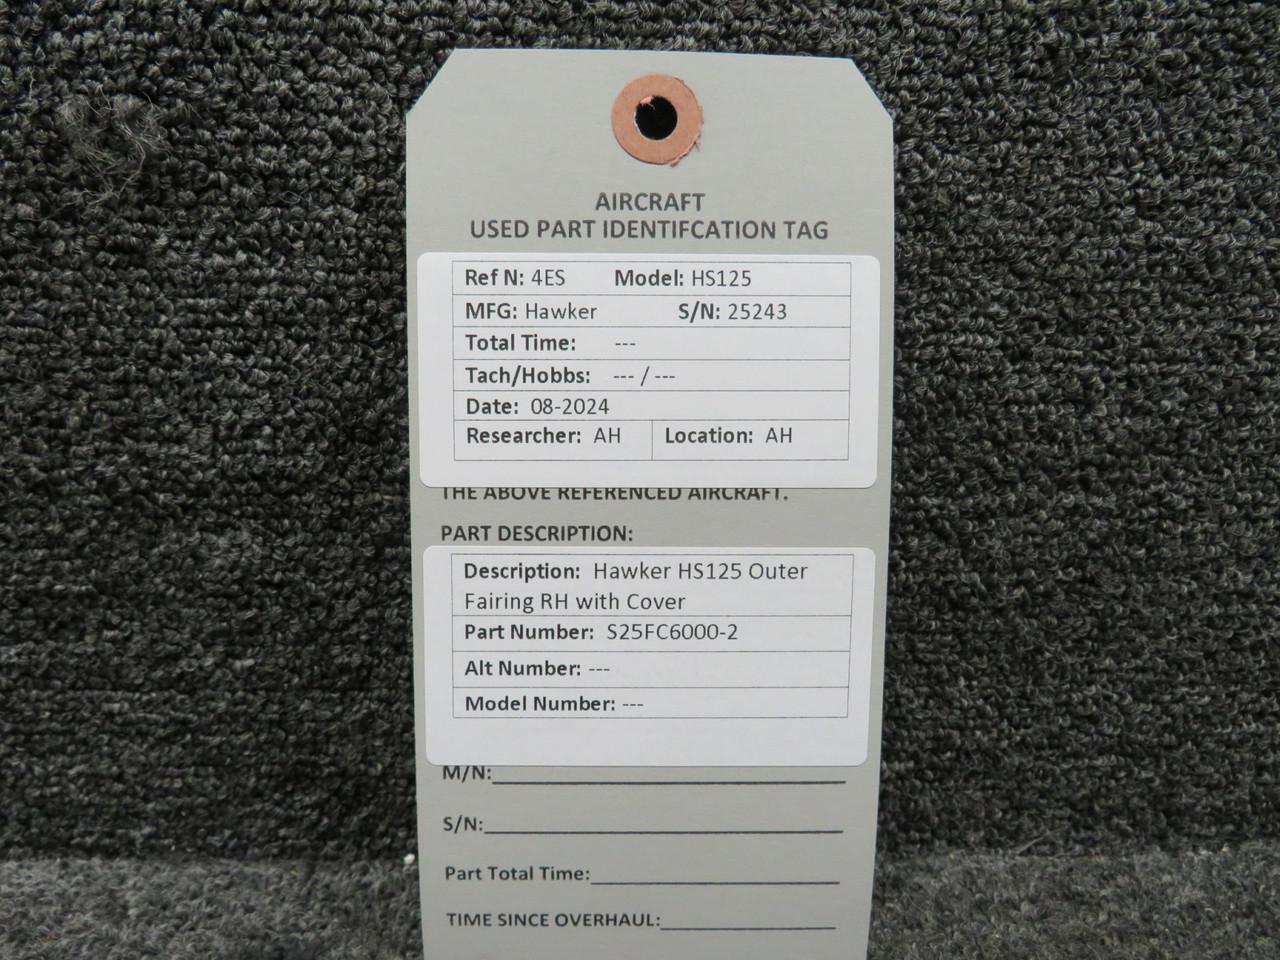 AIRCRAFT
USED PART IDENTIFCATION TAG
Ref N: 4ES Model: HS125
MFG: Hawker S/N: 25243
Total Time: ---
Tach/Hobbs: --- / ---
Date: 08-2024
Researcher: AH Location: AH
THE ABOVE REFERENCED AIRCRAFT.
PART DESCRIPTION:
Description: Hawker HS125 Outer
Fairing RH with Cover
Part Number: S25FC6000-2
Alt Number: ---
Model Number: ---
M/N:
S/N:
Part Total Time:
TIME SINCE OVERHAUL: